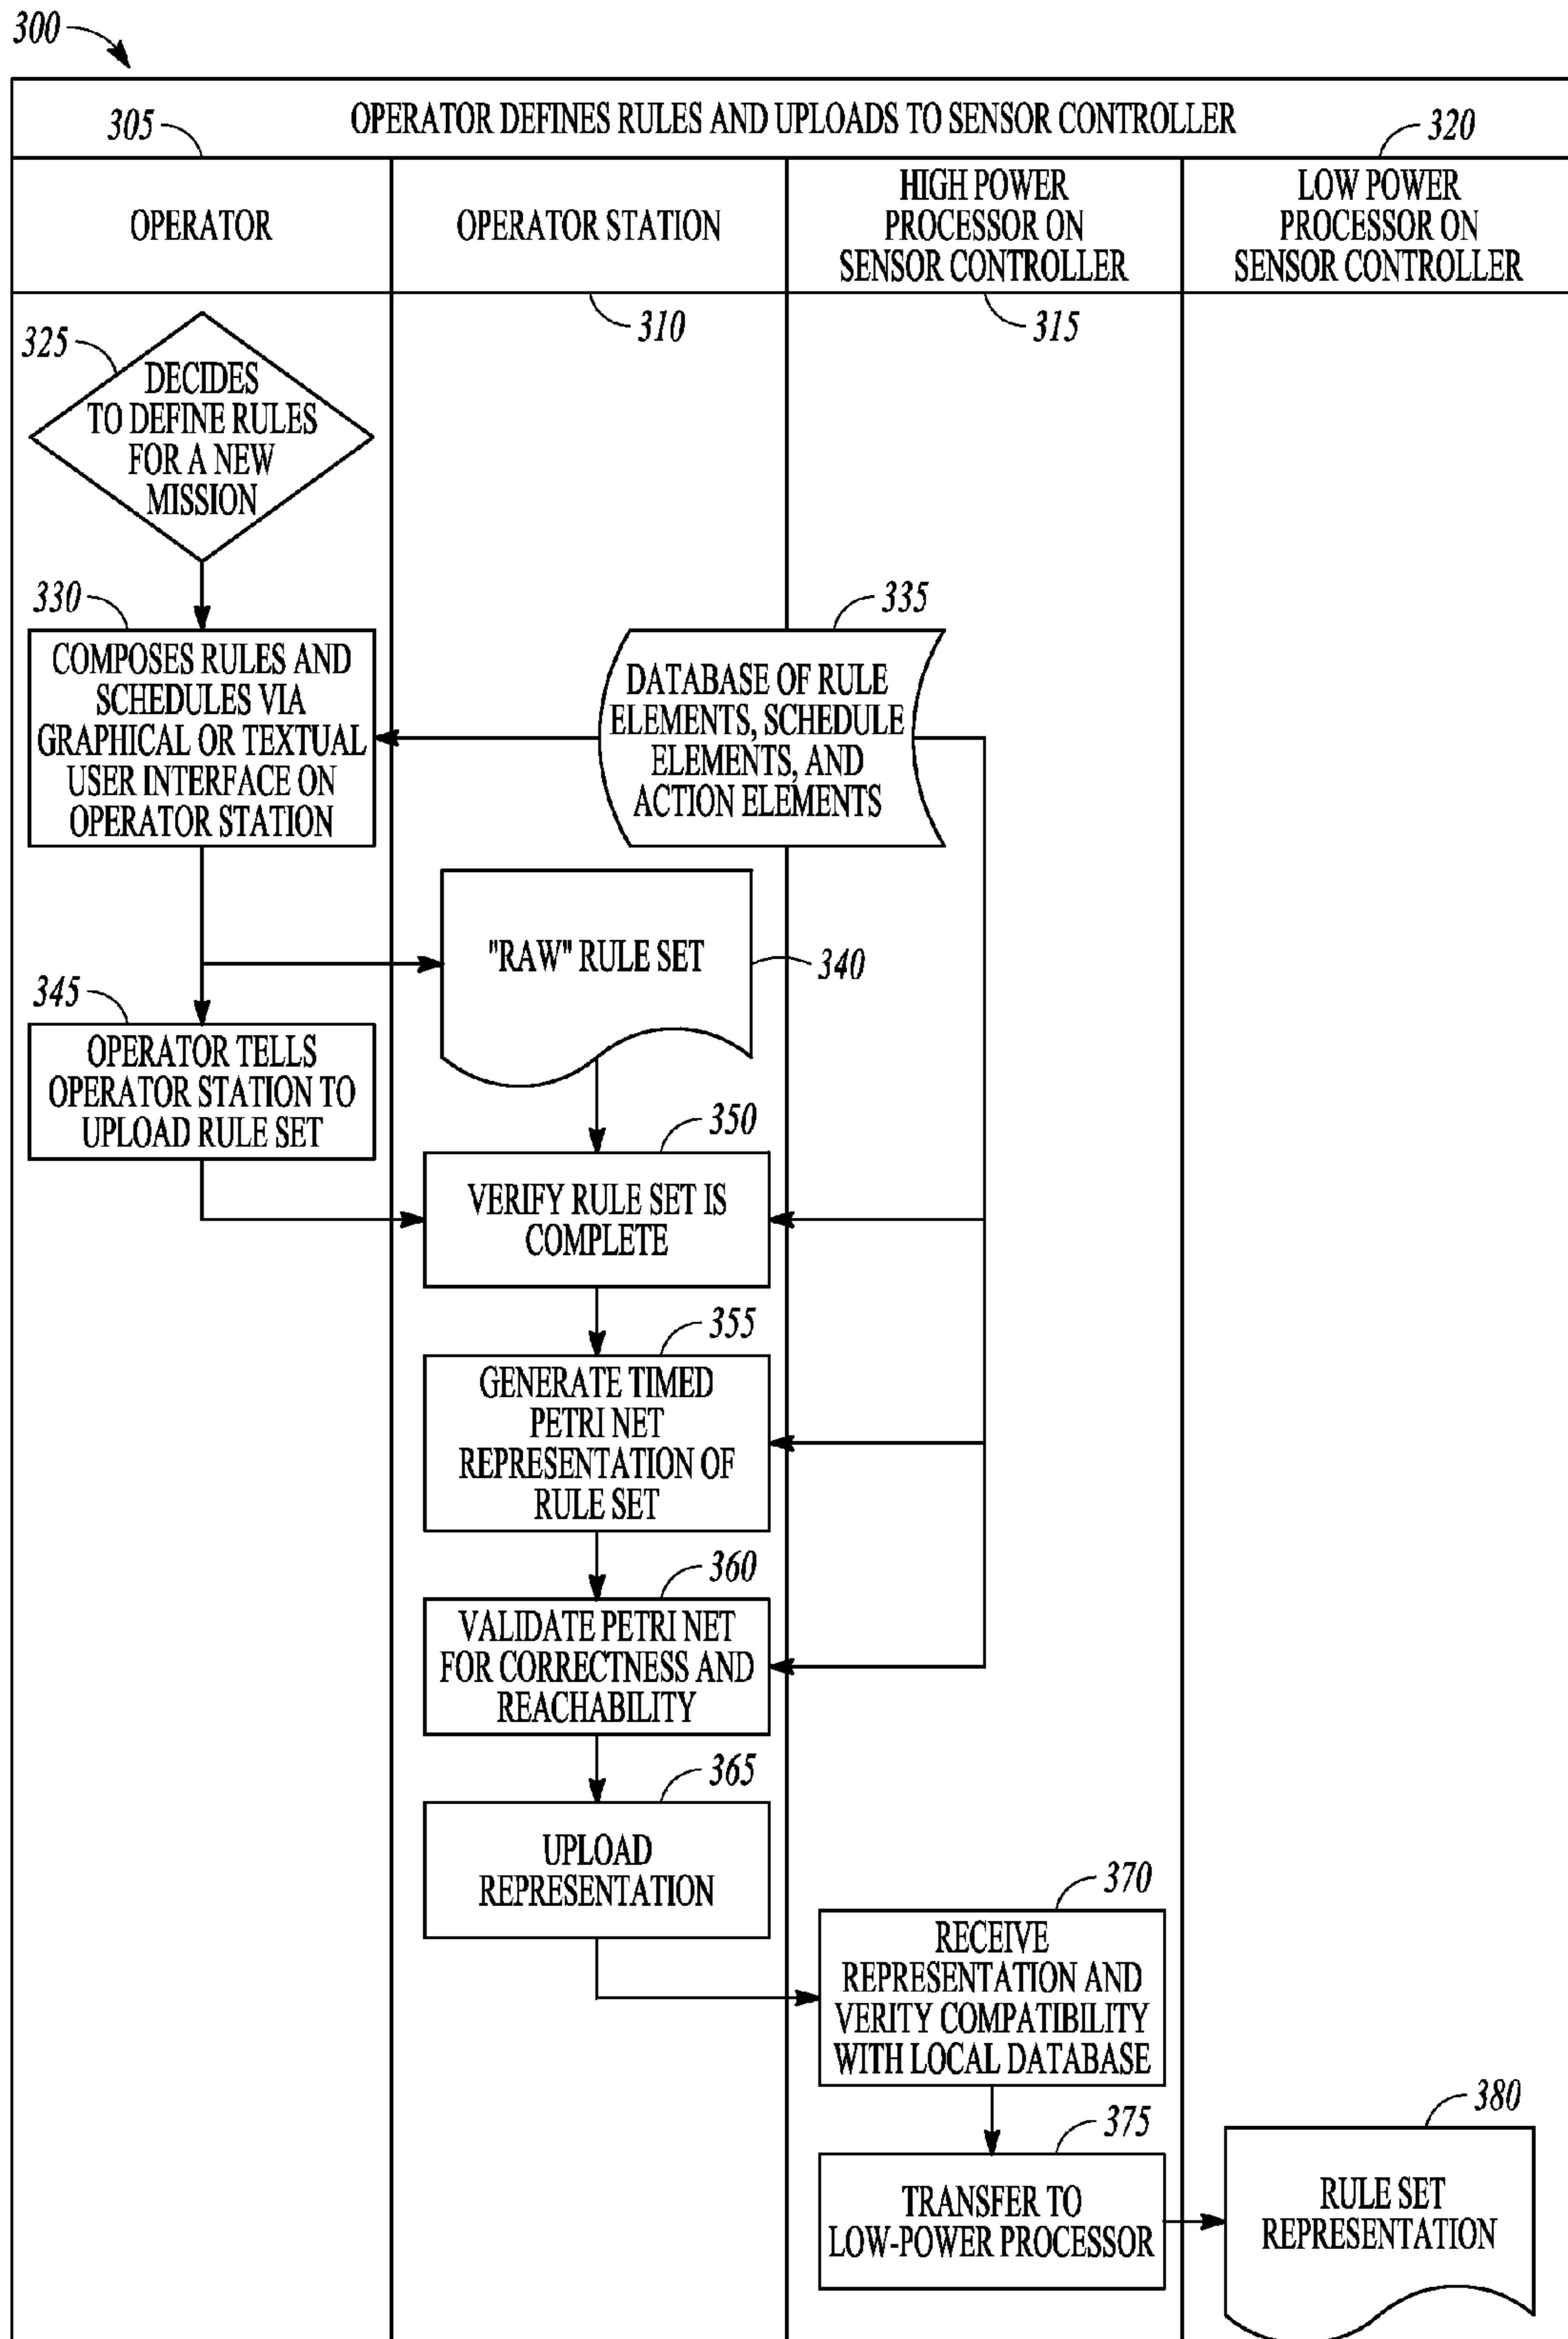 300
OPERATOR DEFINES RULES AND UPLOADS TO SENSOR CONTROLLER
305
320
OPERATOR
OPERATOR STATION
HIGH POWER
PROCESSOR ON
SENSOR CONTROLLER
LOW POWER
PROCESSOR ON
SENSOR CONTROLLER
310
315
325
DECIDES
TO DEFINE RULES
FOR A NEW
MISSION
330
COMPOSES RULES AND
SCHEDULES VIA
GRAPHICAL OR TEXTUAL
USER INTERFACE ON
OPERATOR STATION
335
DATABASE OF RULE
ELEMENTS, SCHEDULE
ELEMENTS, AND
ACTION ELEMENTS
"RAW" RULE SET
340
345
OPERATOR TELLS
OPERATOR STATION TO
UPLOAD RULE SET
350
VERIFY RULE SET IS
COMPLETE
355
GENERATE TIMED
PETRI NET
REPRESENTATION OF
RULE SET
360
VALIDATE PETRI NET
FOR CORRECTNESS AND
REACHABILITY
365
UPLOAD
REPRESENTATION
370
RECEIVE
REPRESENTATION AND
VERITY COMPATIBILITY
WITH LOCAL DATABASE
375
TRANSFER TO
LOW-POWER PROCESSOR
380
RULE SET
REPRESENTATION